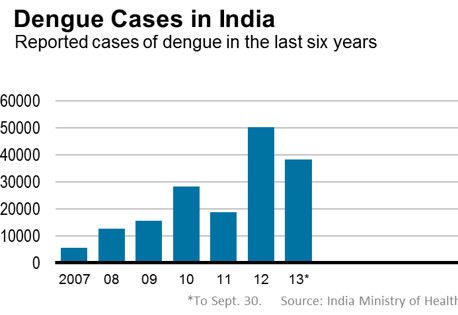 Dengue Cases in India
Reported cases of dengue in the last six years
60000
50000
40000
30000
20000
10000
0
2007 08 09 10 11 12 13*
*To Sept. 30. Source: India Ministry of Health